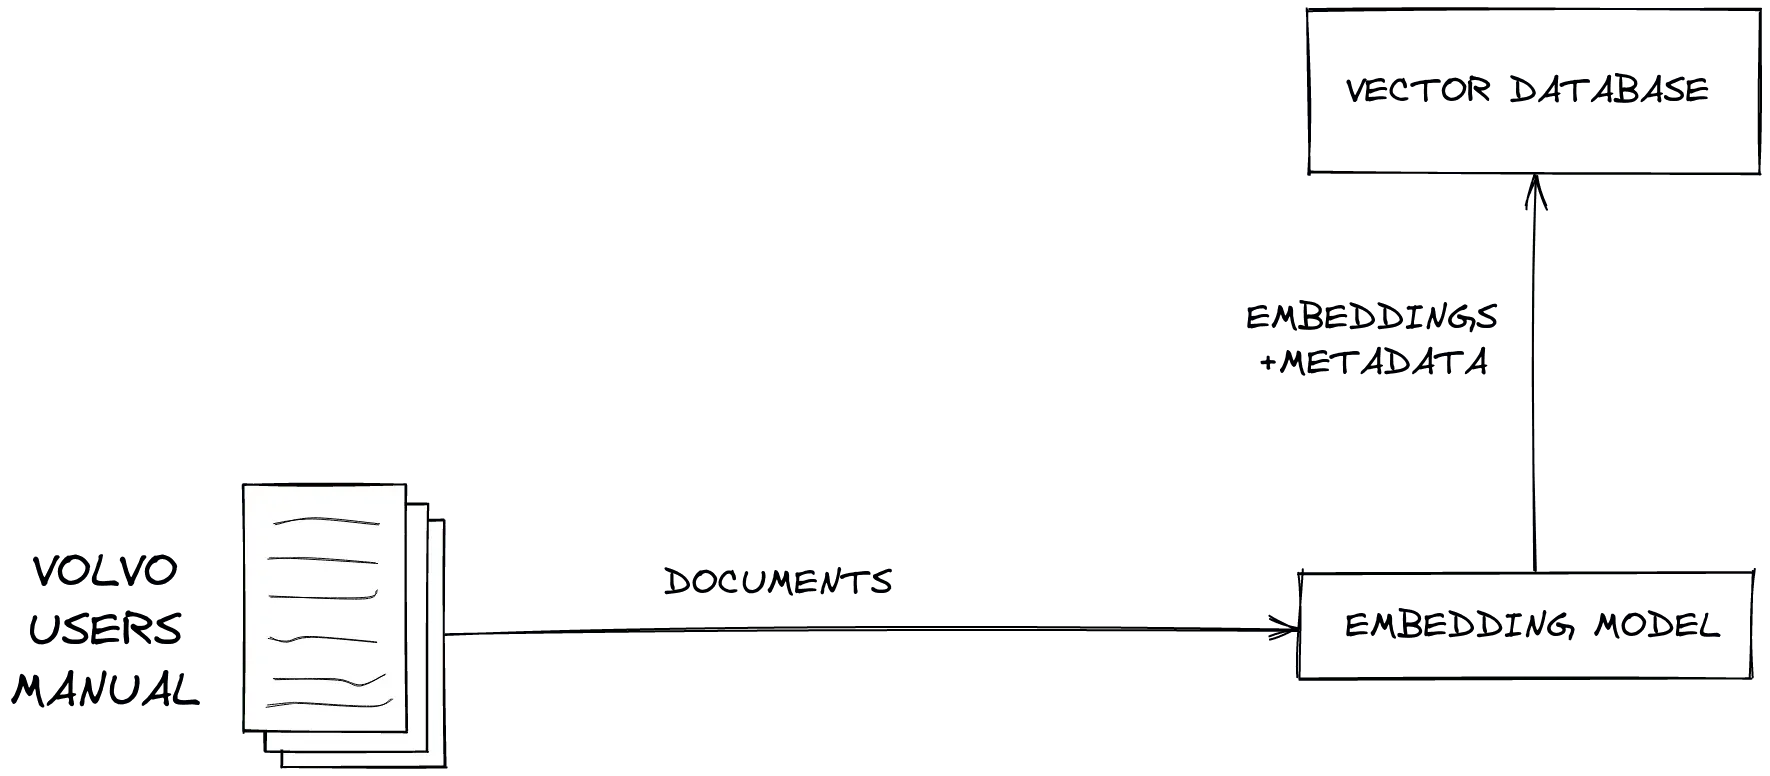 VECTOR DATABASE
EMBEDDINGS
+METADATA
VOLVO
USERS
MANUAL
DOCUMENTS
EMBEDDING MODEL